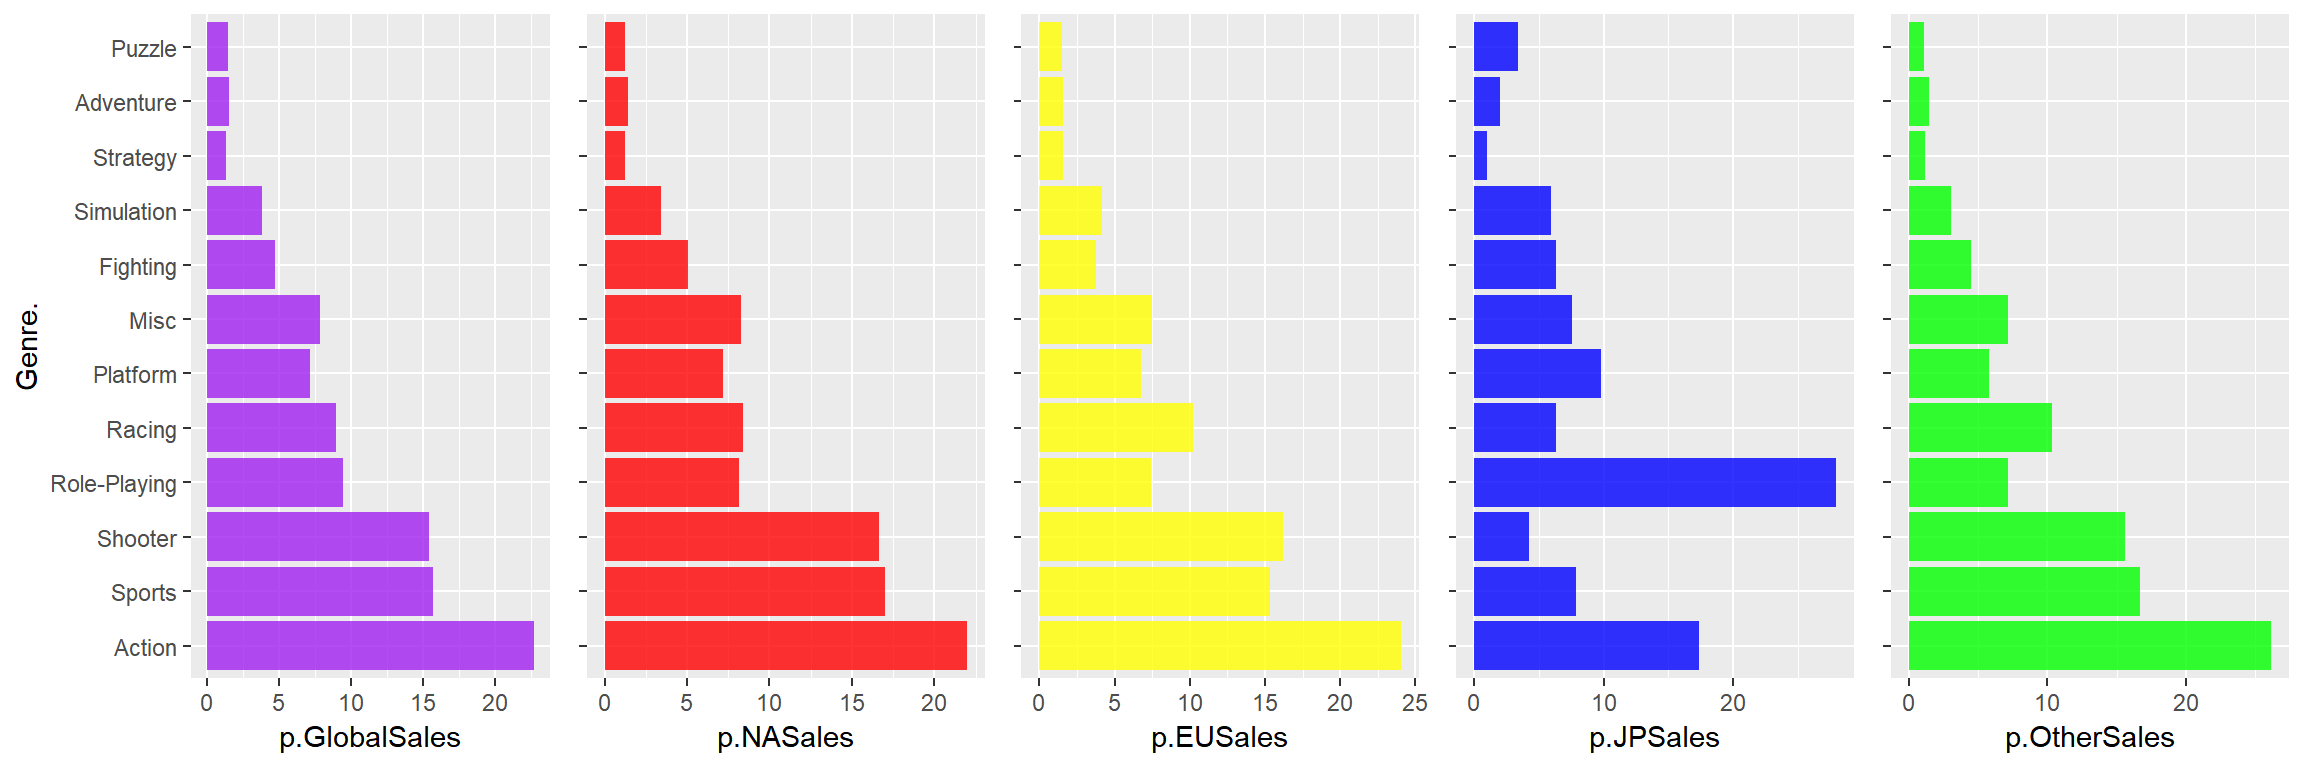 Genre.
Puzzle
Adventure
Strategy
Simulation
Fighting
Misc
Platform
Racing
Role-Playing
Shooter
Sports
Action
0 5 10 15 20
p.GlobalSales
0 5 10 15 20
p.NASales
0 5 10 15 20 25
p.EUSales
0 10 20
p.JPSales
0 10 20
p.OtherSales